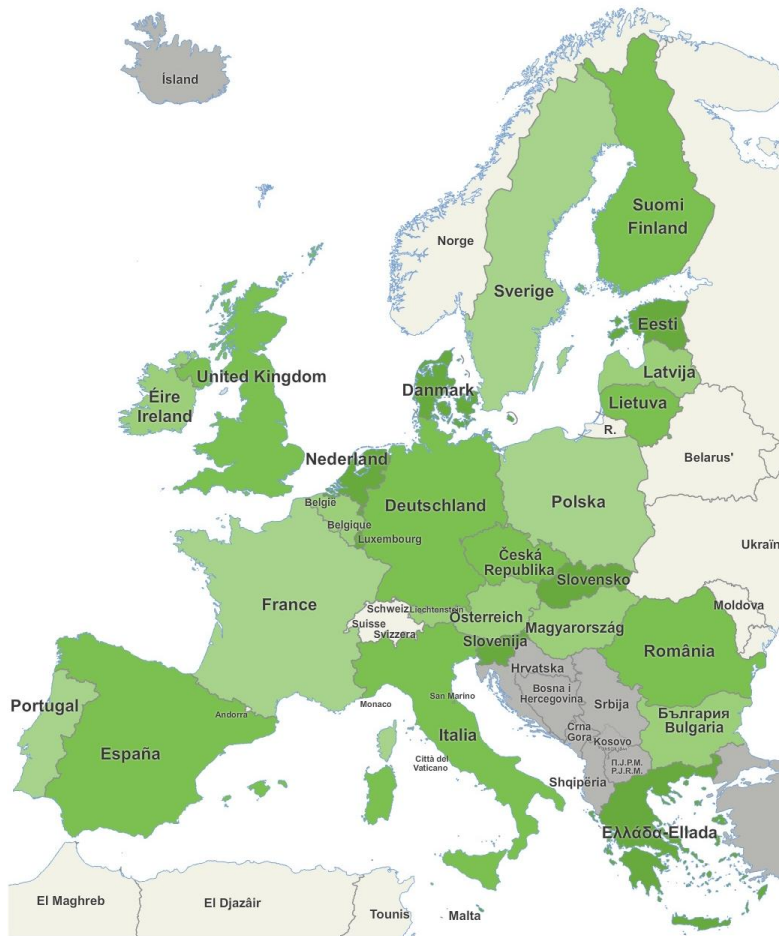 Ísland
Suomi
Finland
Norge
Sverige
Eesti
Latvija
Lietuva
R.
Belarus'
United Kingdom
Éire
Ireland
Danmark
Nederland
Deutschland
Polska
België
Belgique
Luxembourg
Česká
Republika
Slovensko
Ukraïn
Moldova
France
Schweiz
Liechtenstein
Suisse
Svizzera
Österreich
Magyarország
Slovenija
România
Hrvatska
Bosna i
Hercegovina
Srbija
Crna
Gora
Kosovo
П.Ј.Р.М.
P.J.R.M.
България
Bulgaria
Portugal
España
Andorra
Monaco
San Marino
Italia
Città del
Vaticano
Shqipëria
Ελλάδα-Ellada
El Maghreb
El Djazâir
Tounis
Malta